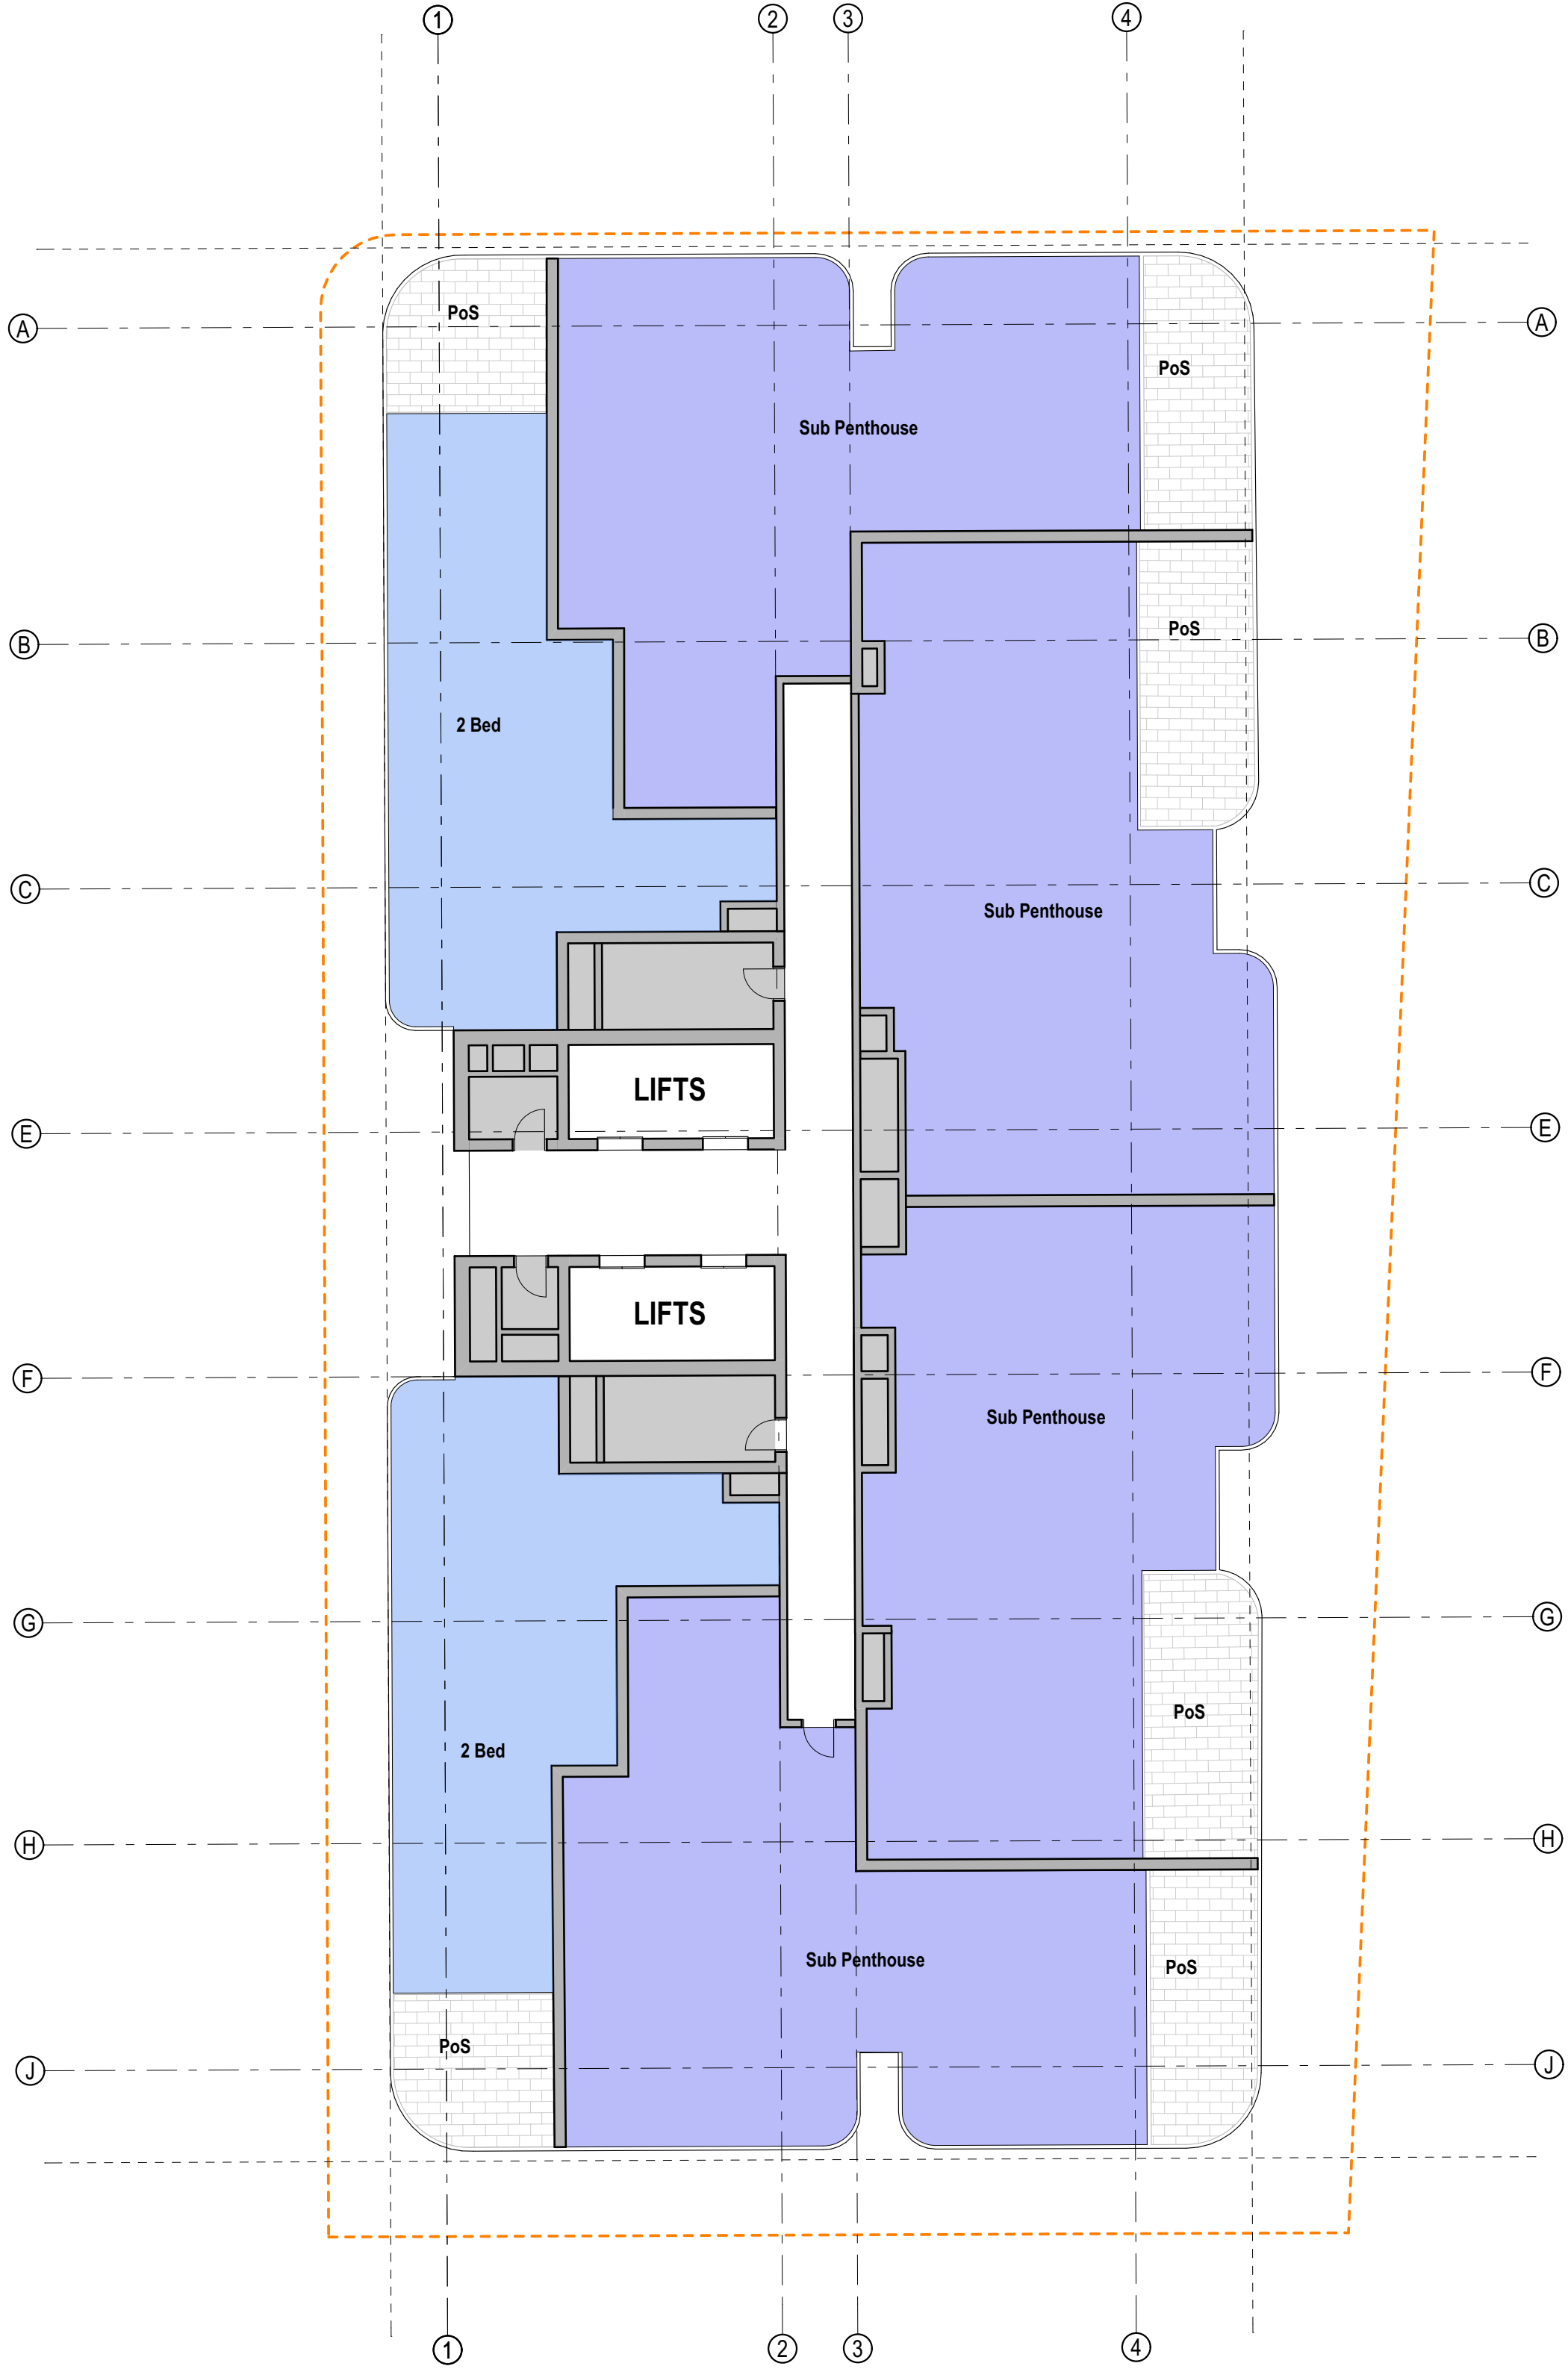 1
2
3
4
PoS
A
A
PoS
Sub Penthouse
PoS
B
B
2 Bed
C
C
Sub Penthouse
LIFTS
E
E
LIFTS
F
F
Sub Penthouse
G
G
PoS
2 Bed
H
H
Sub Penthouse
PoS
PoS
J
J
1
2
3
4